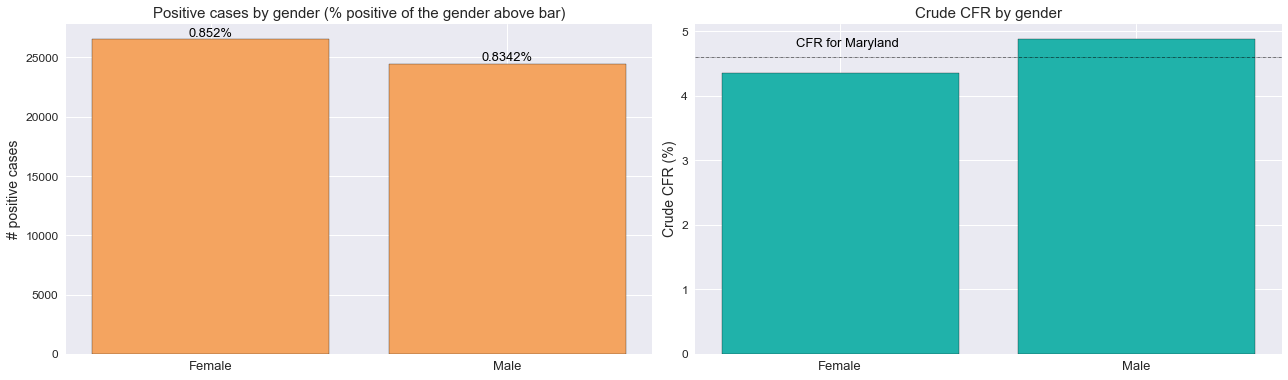 Positive cases by gender (% positive of the gender above bar)
# positive cases
25000
20000
15000
10000
5000
0
0.852%
0.8342%
Female
Male
Crude CFR by gender
Crude CFR (%)
5
4
3
2
1
0
CFR for Maryland
Female
Male